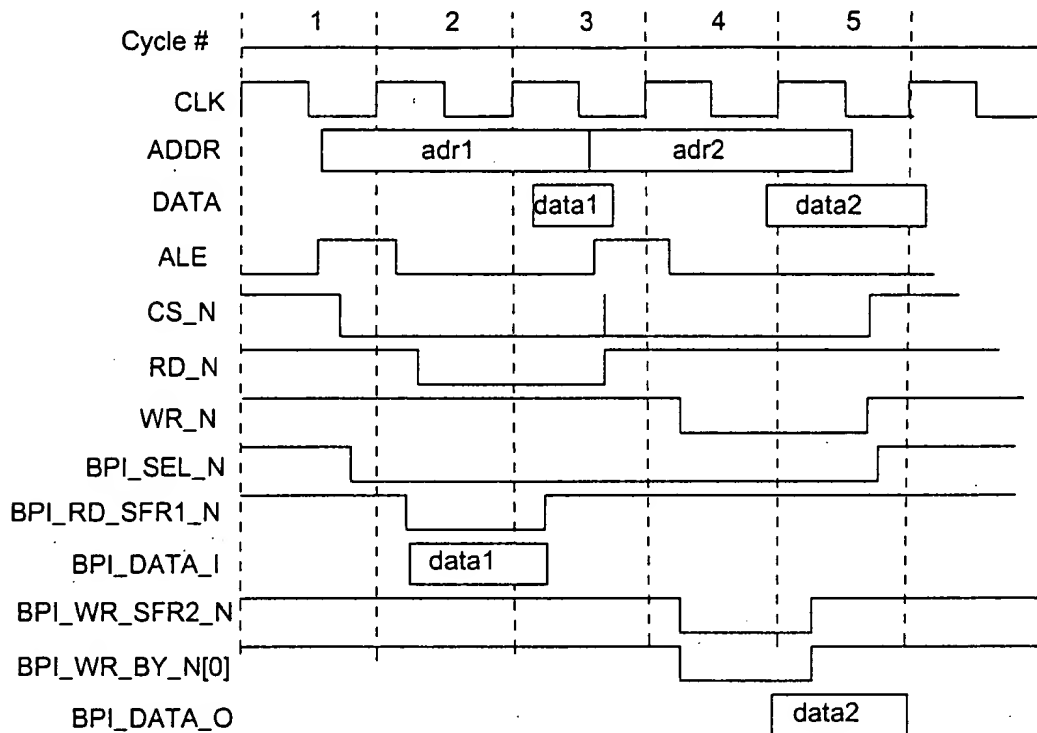 Cycle # 1 2 3 4 5
CLK
ADDR adr1 adr2
DATA data1 data2
ALE
CS_N
RD_N
WR_N
BPI_SEL_N
BPI_RD_SFR1_N
BPI_DATA_I data1
BPI_WR_SFR2_N
BPI_WR_BY_N[0]
BPI_DATA_O data2